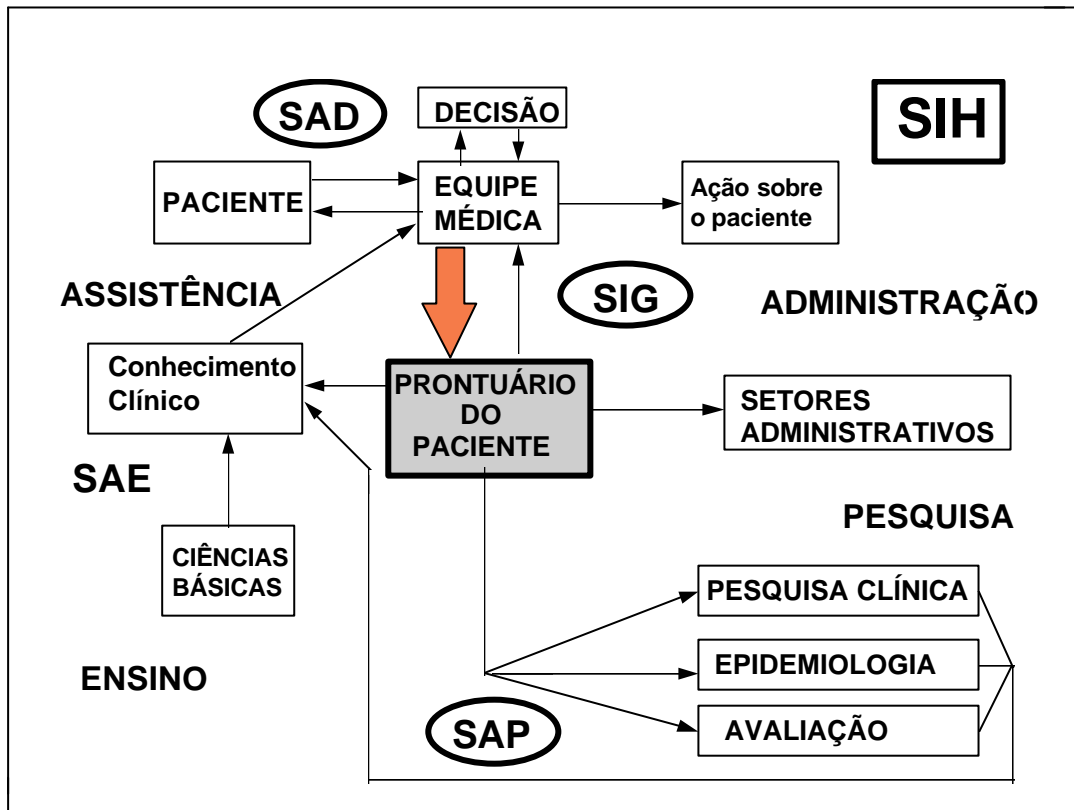 SAD
DECISÃO
SIH
PACIENTE
EQUIPE
MÉDICA
Ação sobre
o paciente
ASSISTÊNCIA
SIG
ADMINISTRAÇÃO
Conhecimento
Clínico
PRONTUÁRIO
DO
PACIENTE
SETORES
ADMINISTRATIVOS
SAE
PESQUISA
CIÊNCIAS
BÁSICAS
PESQUISA CLÍNICA
EPIDEMIOLOGIA
ENSINO
SAP
AVALIAÇÃO